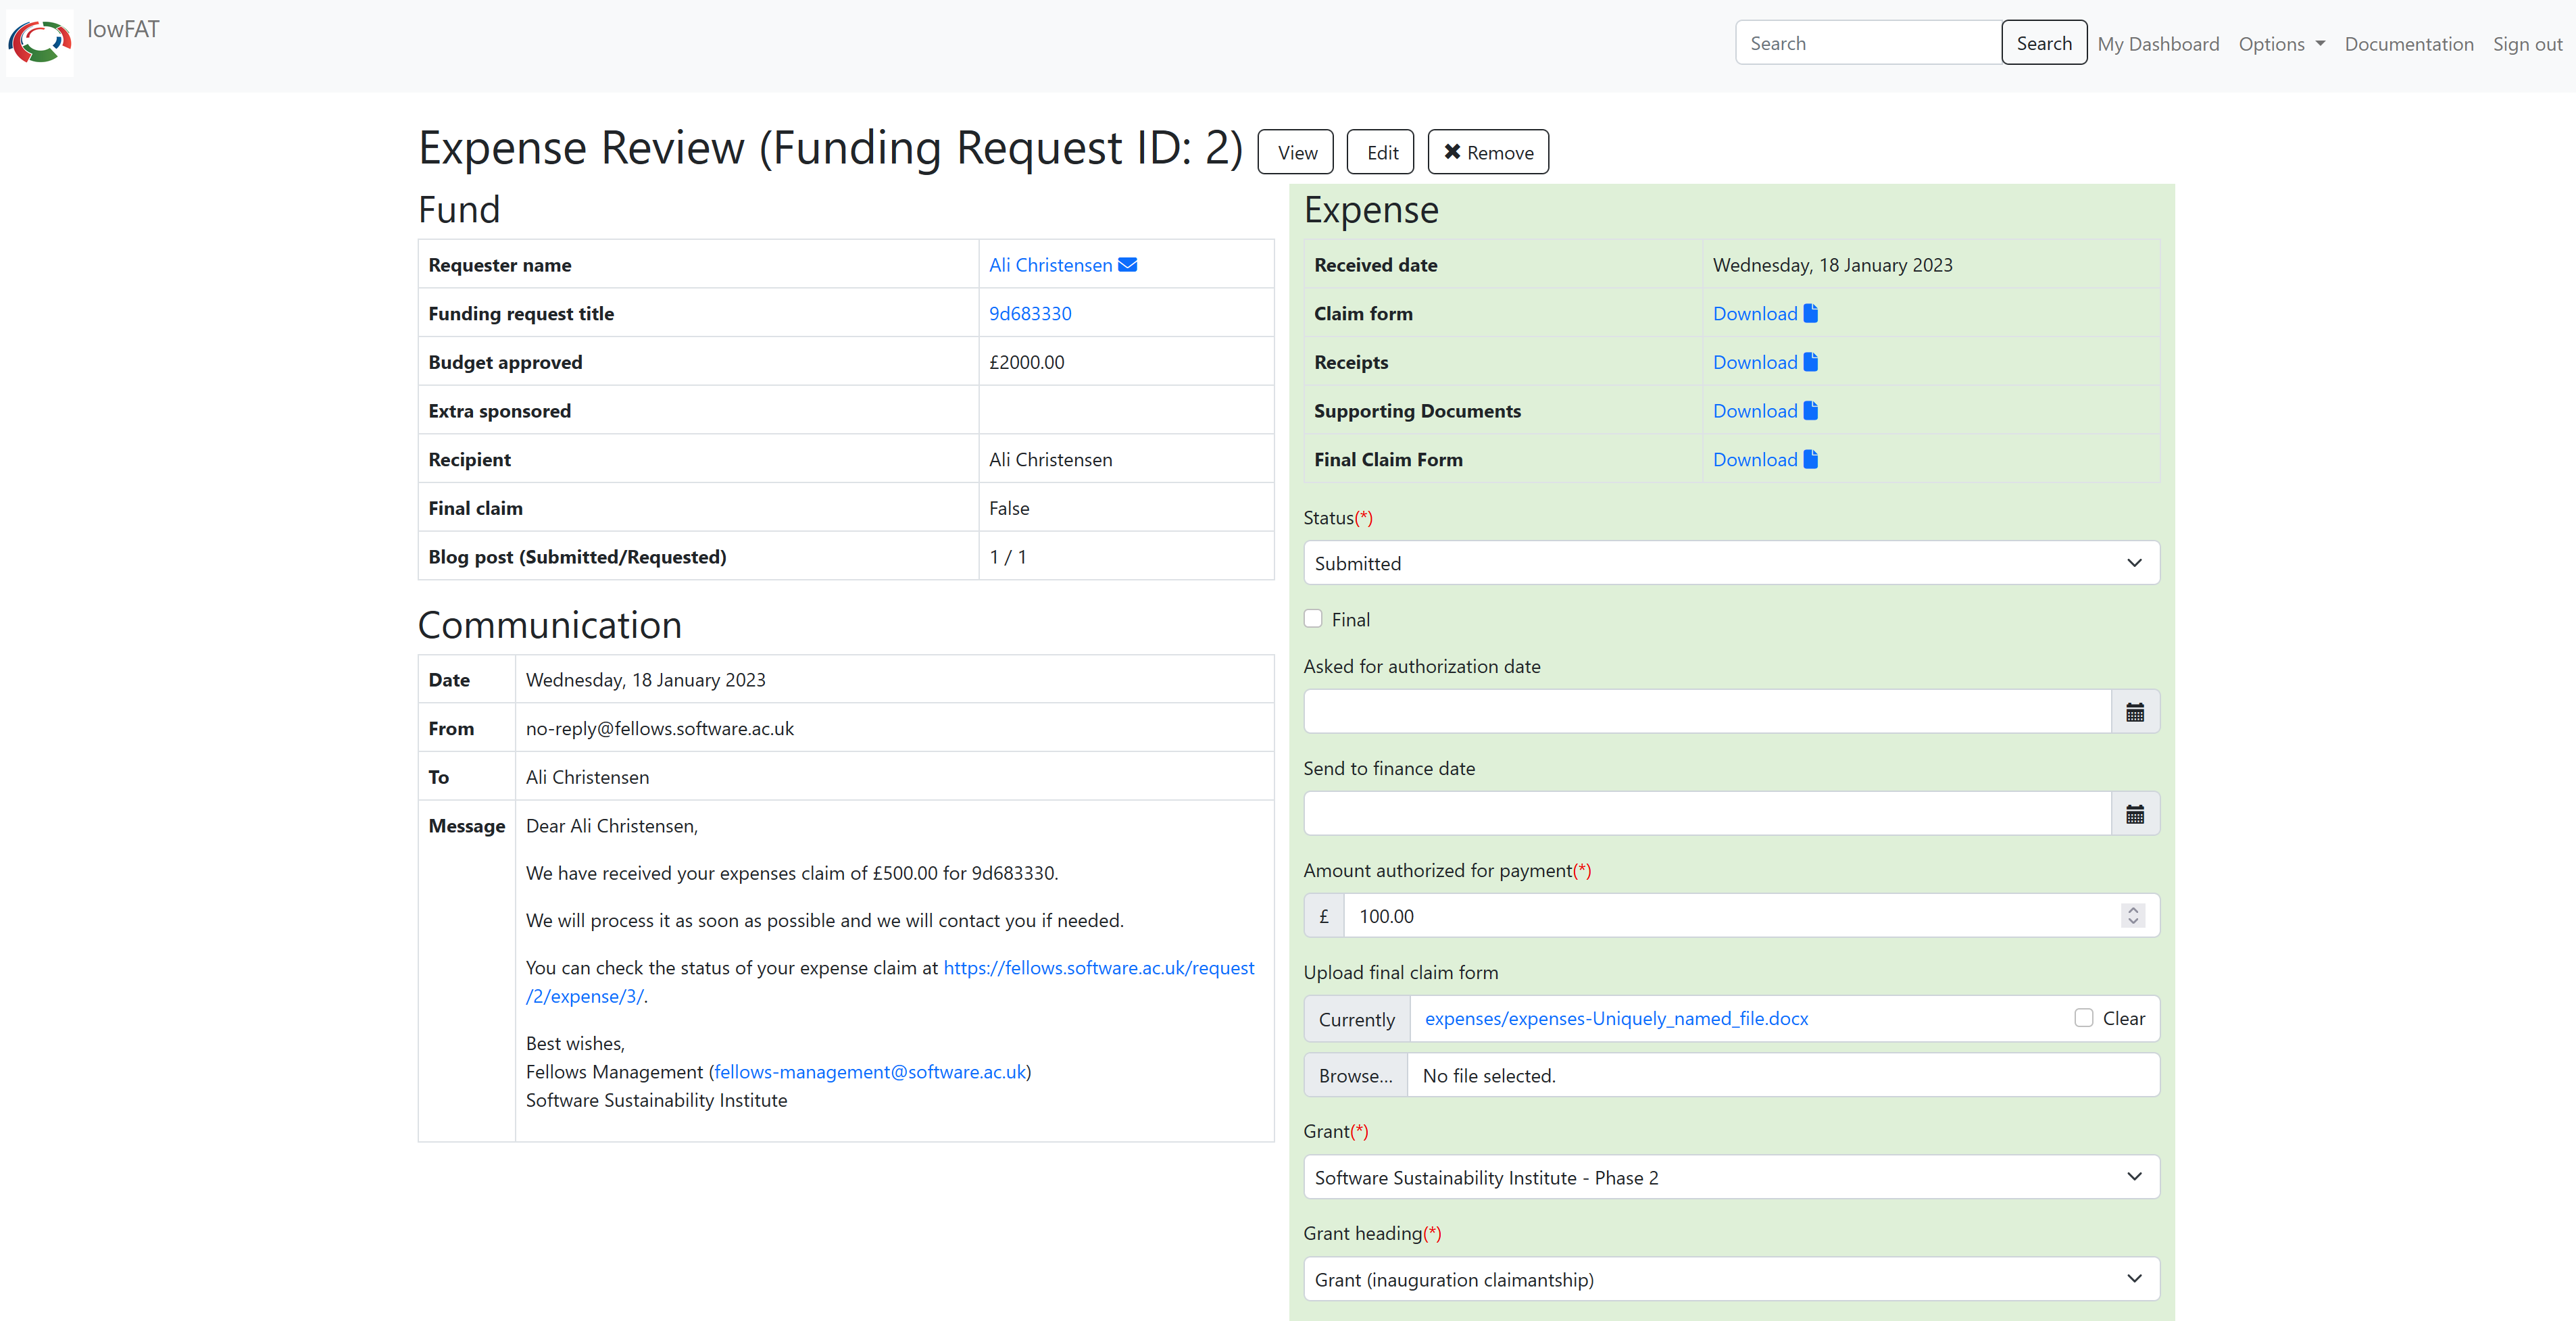 lowFAT
Search
Search
My Dashboard
Options
Documentation
Sign out
Expense Review (Funding Request ID: 2)
View
Edit
Remove
Fund
Requester name Ali Christensen
Funding request title 9d683330
Budget approved £2000.00
Extra sponsored
Recipient Ali Christensen
Final claim False
Blog post (Submitted/Requested) 1 / 1
Communication
Date Wednesday, 18 January 2023
From no-reply@fellows.software.ac.uk
To Ali Christensen
Message Dear Ali Christensen,
We have received your expenses claim of £500.00 for 9d683330.
We will process it as soon as possible and we will contact you if needed.
You can check the status of your expense claim at https://fellows.software.ac.uk/request
/2/expense/3/.
Best wishes,
Fellows Management (fellows-management@software.ac.uk)
Software Sustainability Institute
Expense
Received date Wednesday, 18 January 2023
Claim form Download
Receipts Download
Supporting Documents Download
Final Claim Form Download
Status(*)
Submitted
Final
Asked for authorization date
Send to finance date
Amount authorized for payment(*)
£ 100.00
Upload final claim form
Currently expenses/expenses-Uniquely_named_file.docx Clear
Browse... No file selected.
Grant(*)
Software Sustainability Institute - Phase 2
Grant heading(*)
Grant (inauguration claimantship)